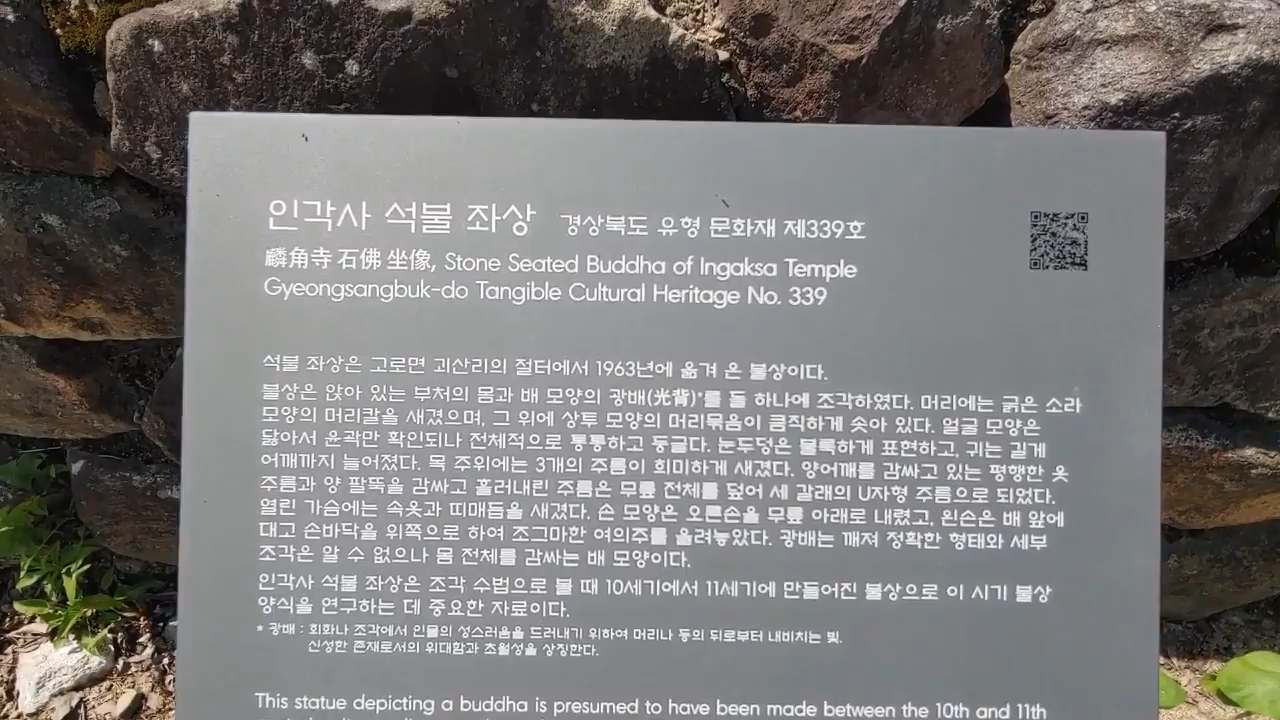 인각사 석불 좌상 경상북도 유형 문화재 제339호
麟角寺 石佛 坐像, Stone Seated Buddha of Ingaksa Temple
Gyeongsangbuk-do Tangible Cultural Heritage No. 339
석불 좌상은 고로면 괴산리의 절터에서 1963년에 옮겨 온 불상이다.
불상은 앉아 있는 부처의 몸과 배 모양의 광배(光背)*를 돌 하나에 조각하였다. 머리에는 굵은 소라
모양의 머리칼을 새겼으며, 그 위에 상투 모양의 머리묶음이 큼직하게 솟아 있다. 얼굴 모양은
닳아서 윤곽만 확인되나 전체적으로 통통하고 둥글다. 눈두덩은 볼록하게 표현하고, 귀는 길게
어깨까지 늘어졌다. 목 주위에는 3개의 주름이 희미하게 새겼다. 양어깨를 감싸고 있는 평행한 옷
주름과 양 팔뚝을 감싸고 흘러내린 주름은 무릎 전체를 덮어 세 갈래의 U자형 주름으로 되었다.
열린 가슴에는 속옷과 띠매듭을 새겼다. 손 모양은 오른손을 무릎 아래로 내렸고, 왼손은 배 앞에
대고 손바닥을 위쪽으로 하여 조그마한 여의주를 올려놓았다. 광배는 깨져 정확한 형태와 세부
조각은 알 수 없으나 몸 전체를 감싸는 배 모양이다.
인각사 석불 좌상은 조각 수법으로 볼 때 10세기에서 11세기에 만들어진 불상으로 이 시기 불상
양식을 연구하는 데 중요한 자료이다.
* 광배 : 회화나 조각에서 인물의 성스러움을 드러내기 위하여 머리나 등의 뒤로부터 내비치는 빛.
신성한 존재로서의 위대함과 초월성을 상징한다.
This statue depicting a buddha is presumed to have been made between the 10th and 11th